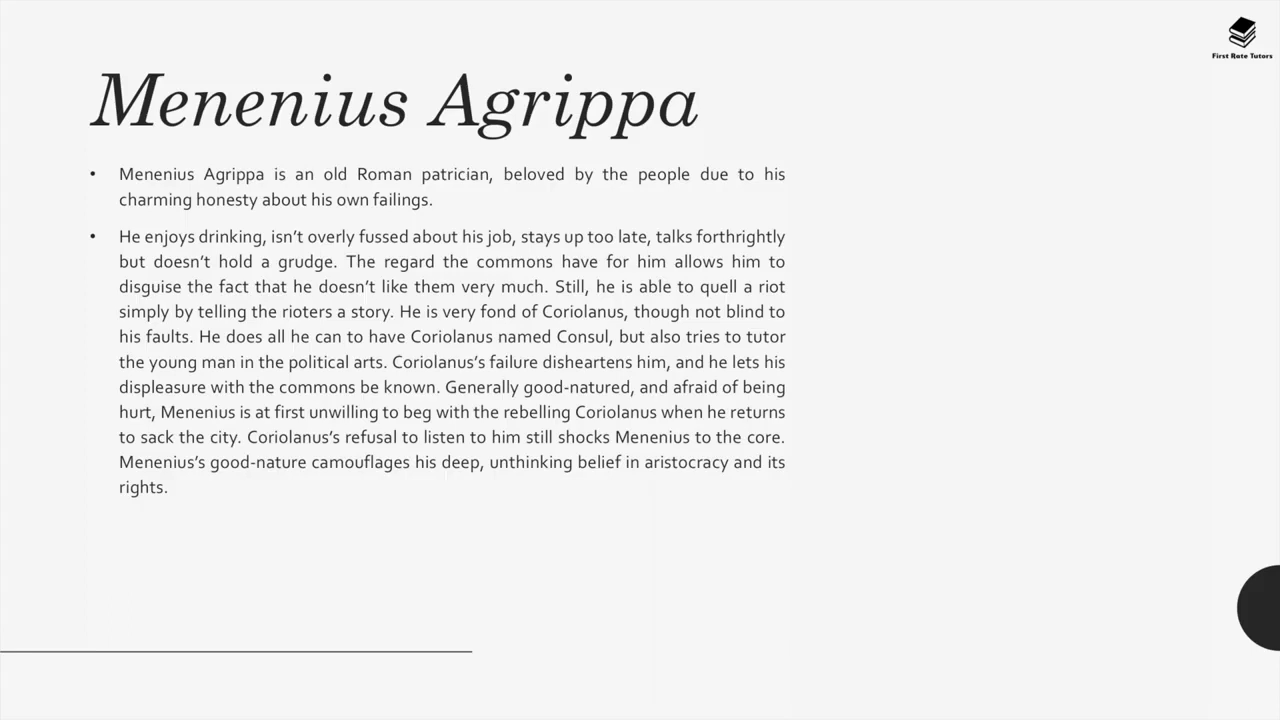 First Rate Tutors
Menenius Agrippa
• Menenius Agrippa is an old Roman patrician, beloved by the people due to his
charming honesty about his own failings.
• He enjoys drinking, isn’t overly fussed about his job, stays up too late, talks forthrightly
but doesn’t hold a grudge. The regard the commons have for him allows him to
disguise the fact that he doesn’t like them very much. Still, he is able to quell a riot
simply by telling the rioters a story. He is very fond of Coriolanus, though not blind to
his faults. He does all he can to have Coriolanus named Consul, but also tries to tutor
the young man in the political arts. Coriolanus’s failure disheartens him, and he lets his
displeasure with the commons be known. Generally good-natured, and afraid of being
hurt, Menenius is at first unwilling to beg with the rebelling Coriolanus when he returns
to sack the city. Coriolanus’s refusal to listen to him still shocks Menenius to the core.
Menenius’s good-nature camouflages his deep, unthinking belief in aristocracy and its
rights.